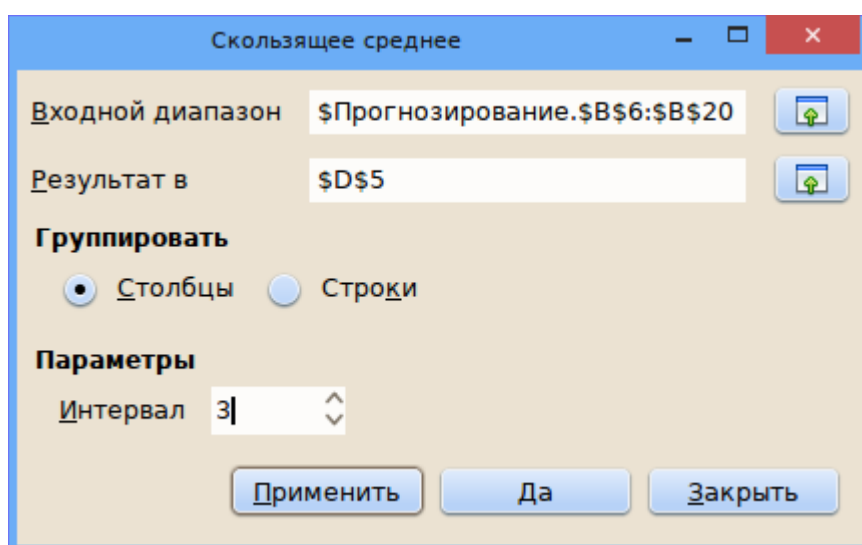 Скользящее среднее
Входной диапазон $Прогнозирование.$B$6:$B$20
Результат в $D$5
Группировать
Столбцы Строки
Параметры
Интервал 3
Применить Да Закрыть